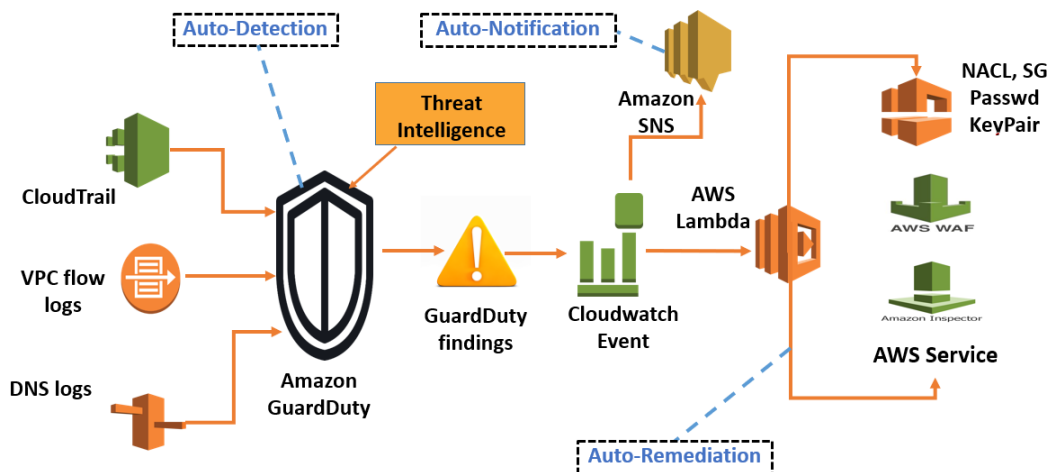 Auto-Detection
Auto-Notification
Threat
Intelligence
Amazon
SNS
NACL, SG
Passwd
KeyPair
CloudTrail
AWS
Lambda
AWS WAF
VPC flow
logs
GuardDuty
findings
Cloudwatch
Event
Amazon Inspector
AWS Service
DNS logs
Amazon
GuardDuty
Auto-Remediation